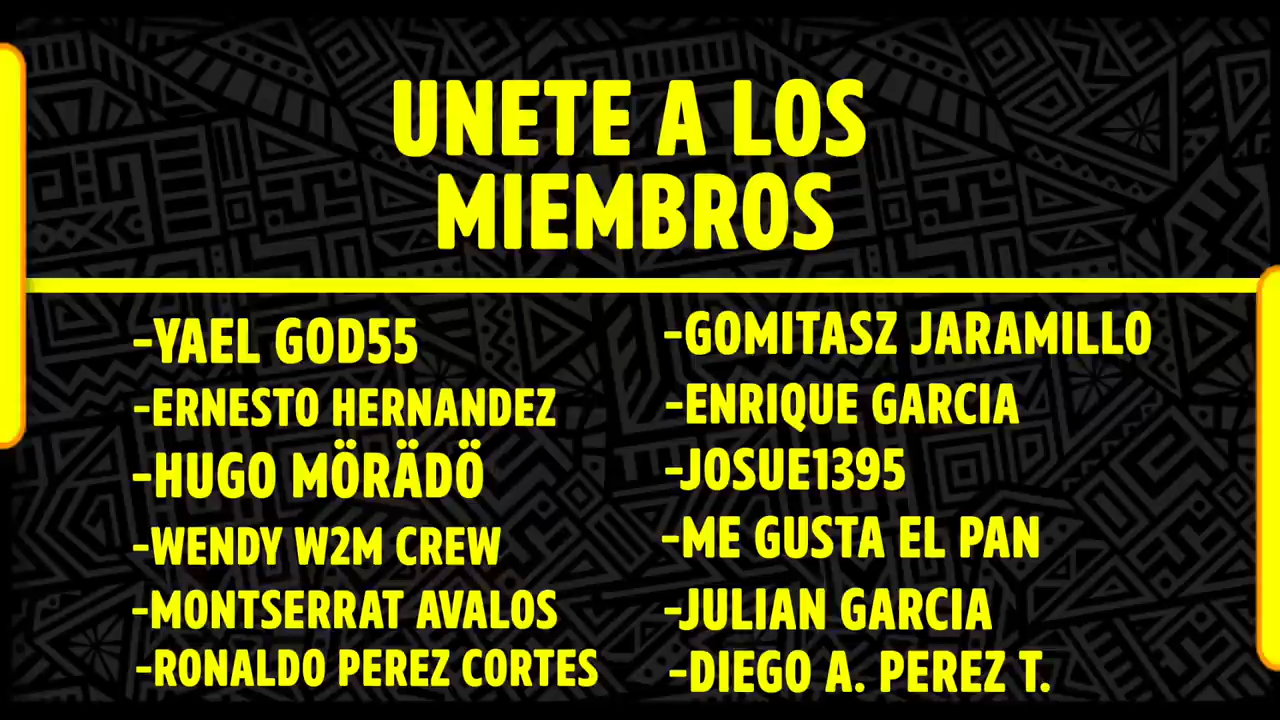 UNETE A LOS
MIEMBROS
-YAEL GOD55
-ERNESTO HERNANDEZ
-HUGO MÖRÄDÖ
-WENDY W2M CREW
-MONTSERRAT AVALOS
-RONALDO PEREZ CORTES
-GOMITASZ JARAMILLO
-ENRIQUE GARCIA
-JOSUE1395
-ME GUSTA EL PAN
-JULIAN GARCIA
-DIEGO A. PEREZ T.